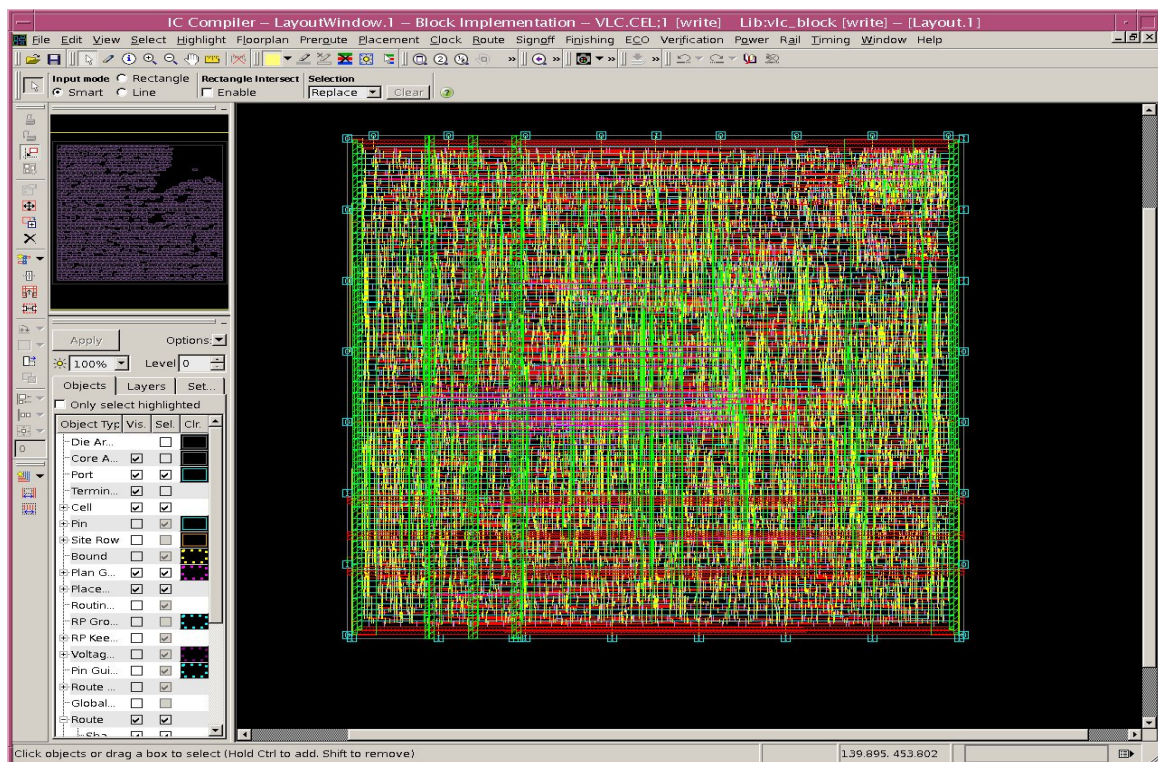 IC Compiler – LayoutWindow.1 – Block Implementation – VLC.CEL;1 [write] Lib:vlc_block [write] – [Layout.1]
File Edit View Select Highlight Floorplan Preroute Placement Clock Route Signoff Finishing ECO Verification Power Rail Timing Window Help
Input mode Rectangle Rectangle Intersect Selection
Smart Line Enable Replace Clear
Apply Options:
100% Level 0
Objects Layers Set...
Only select highlighted
Object Typ Vis. Sel. Clr.
Die Ar...
Core A...
Port
Termin...
Cell
Pin
Site Row
Bound
Plan G...
Place...
Routin...
RP Gro...
RP Kee...
Voltag...
Pin Gui...
Route ...
Global...
Route
Click objects or drag a box to select (Hold Ctrl to add. Shift to remove) 139.895. 453.802